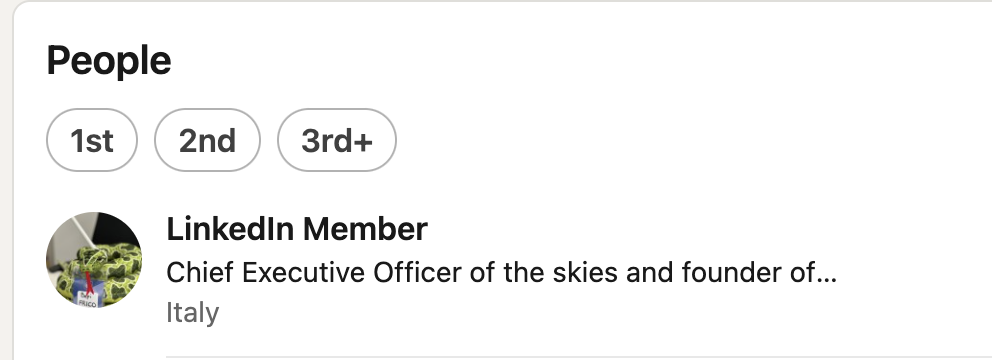 People
1st 2nd 3rd+
LinkedIn Member
Chief Executive Officer of the skies and founder of...
Italy